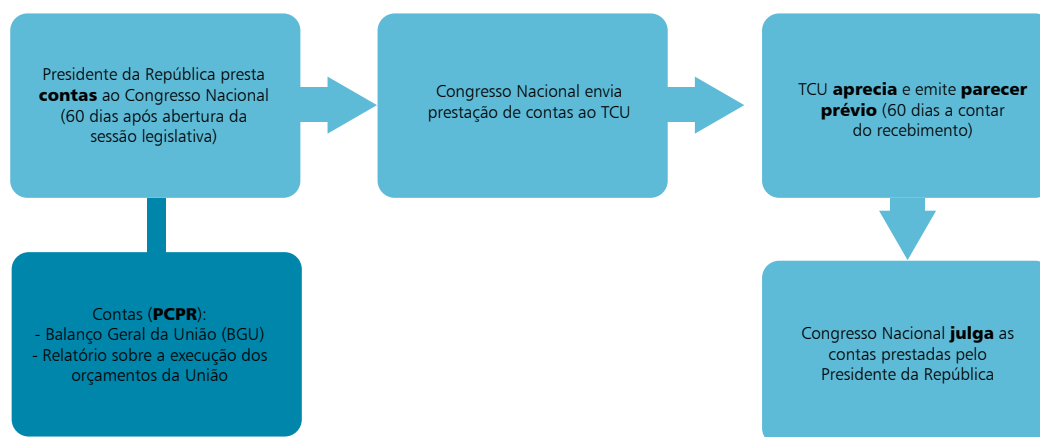 Presidente da República presta
contas ao Congresso Nacional
(60 dias após abertura da
sessão legislativa)
Congresso Nacional envia
prestação de contas ao TCU
TCU aprecia e emite parecer
prévio (60 dias a contar
do recebimento)
Contas (PCPR):
- Balanço Geral da União (BGU)
- Relatório sobre a execução dos
orçamentos da União
Congresso Nacional julga as
contas prestadas pelo
Presidente da República